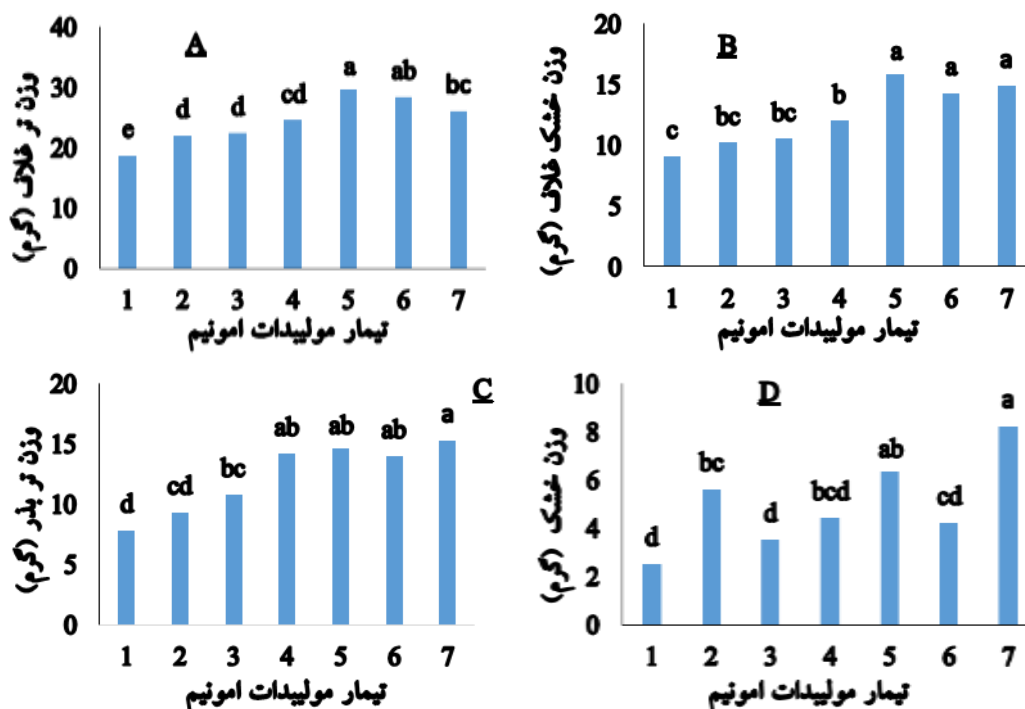 A
وزن تر غلاف (گرم)
40
30
20
10
0
e
d
d
cd
a
ab
bc
1 2 3 4 5 6 7
تیمار مولیبدات امونیم
B
وزن خشک غلاف (گرم)
20
15
10
5
0
c
bc
bc
b
a
a
a
1 2 3 4 5 6 7
تیمار مولیبدات امونیم
C
وزن تر بذر (گرم)
20
15
10
5
0
d
cd
bc
ab
ab
ab
a
1 2 3 4 5 6 7
تیمار مولیبدات امونیم
D
وزن خشک (گرم)
10
8
6
4
2
0
d
bc
d
bcd
ab
cd
a
1 2 3 4 5 6 7
تیمار مولیبدات امونیم